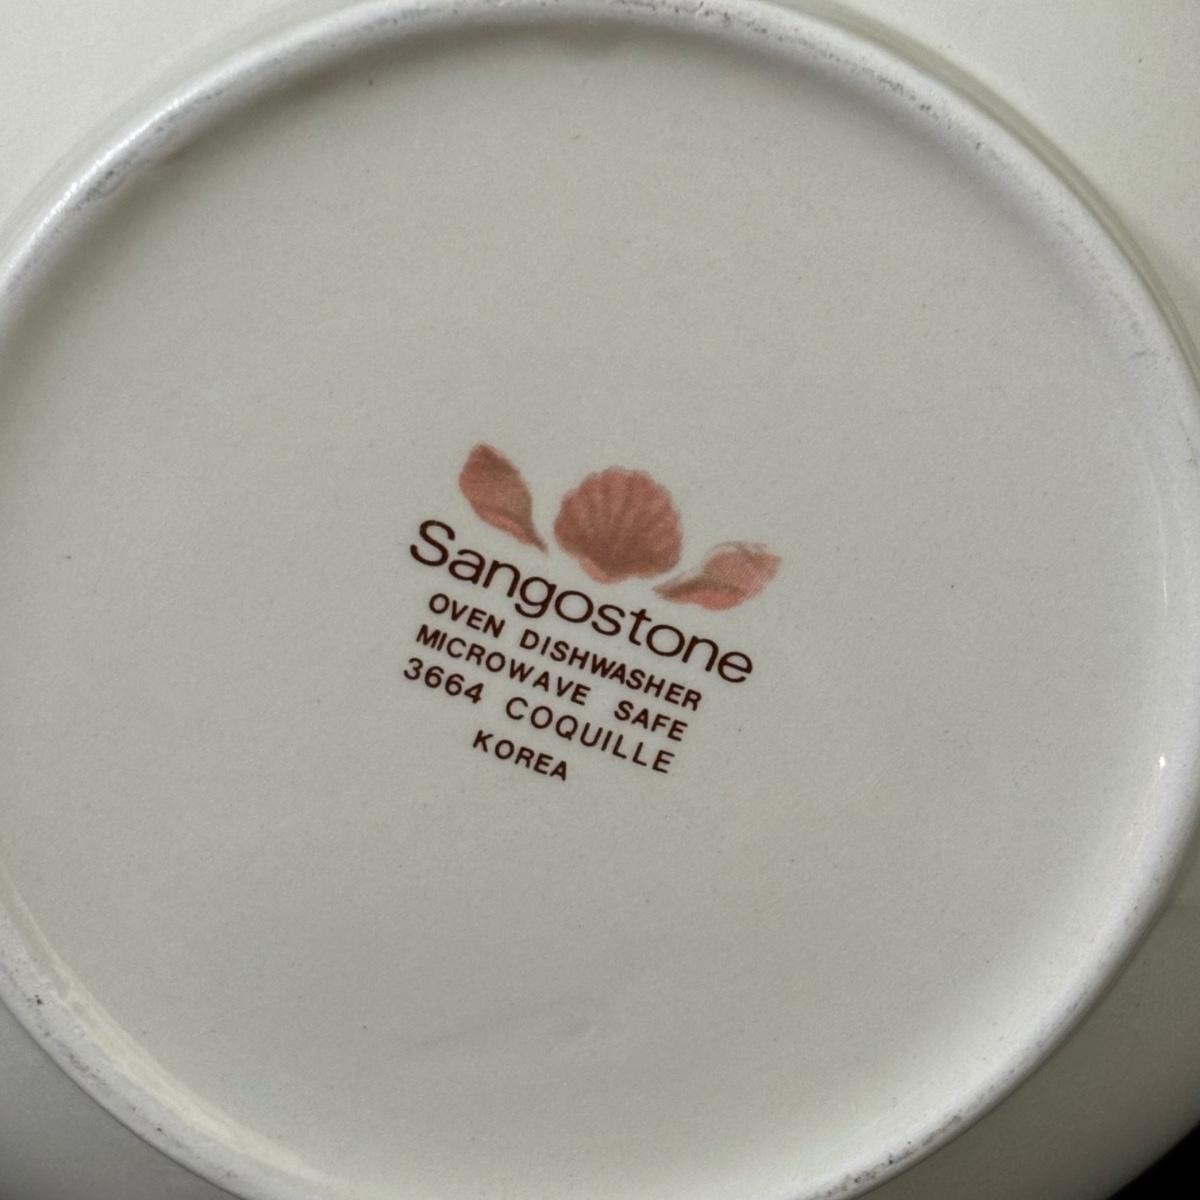 Sangostone
OVEN DISHWASHER
MICROWAVE SAFE
3664 COQUILLE
KOREA